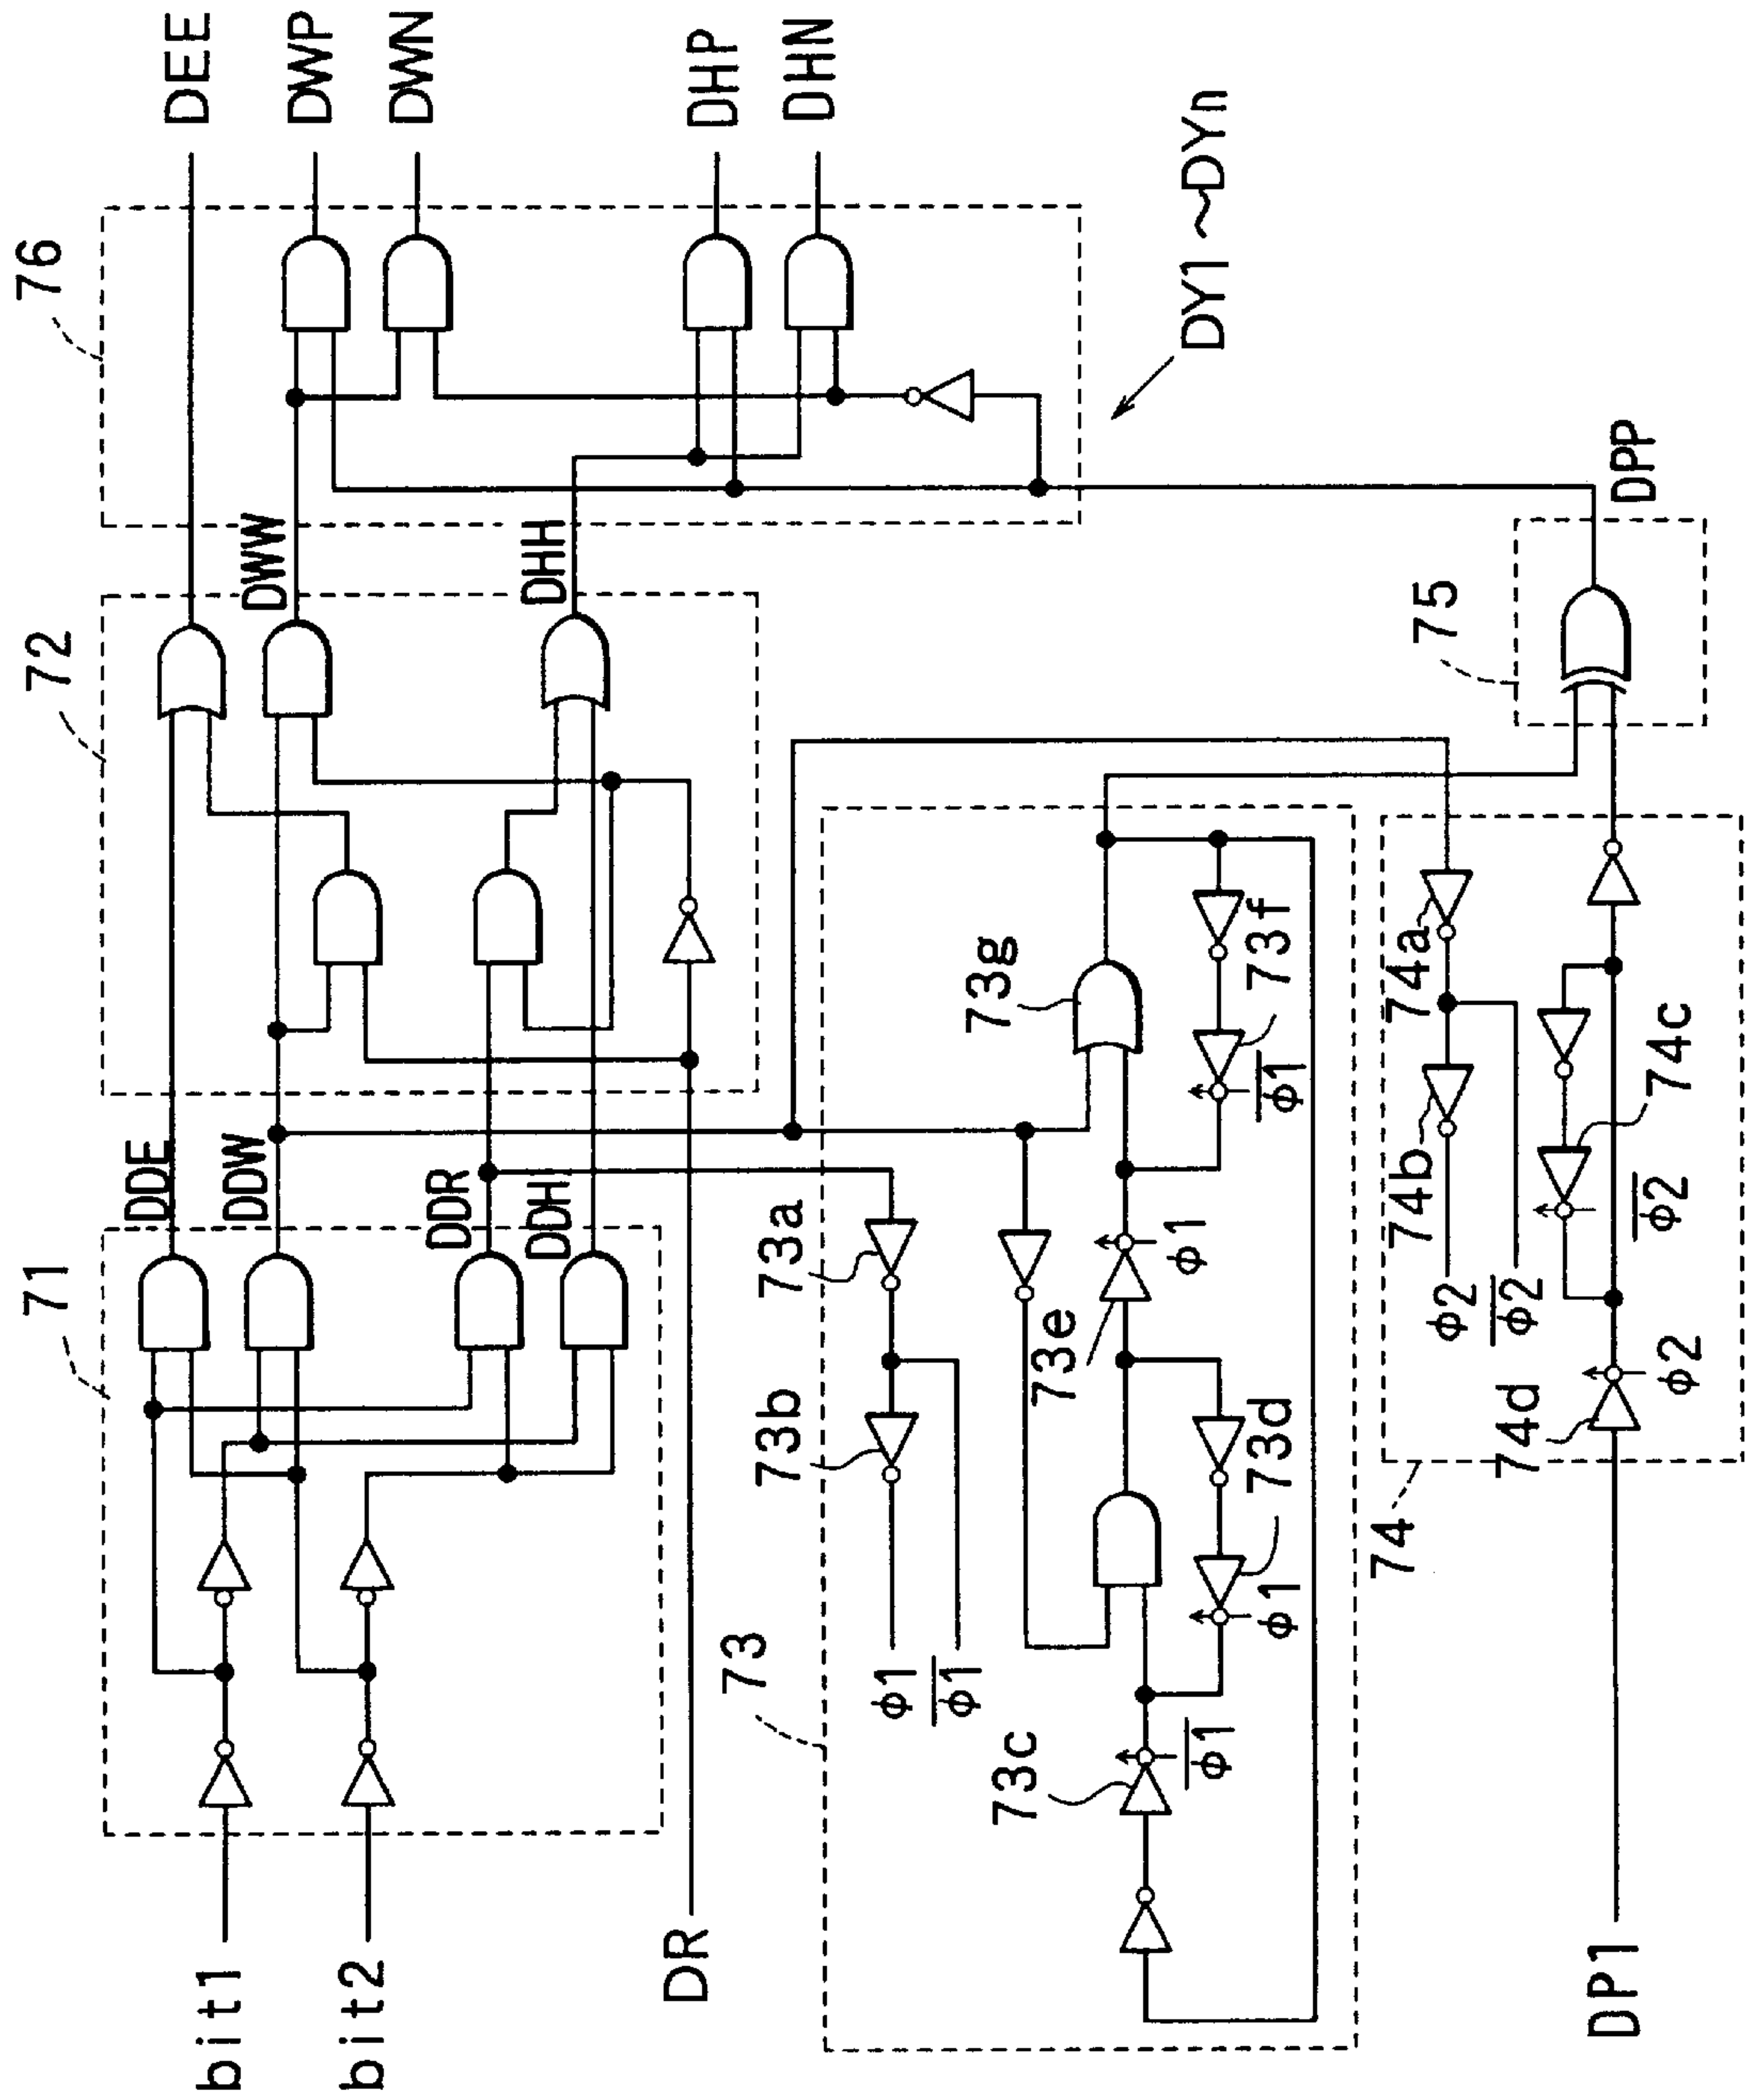 DEE
DWP
DWN
DHP
DHN
76
DY1~DYn
72
DWW
DHH
DPP
75
71
DDE
DDW
DDR
DDH
73g
73f
φ1
74a
74b
74c
φ2
φ2
φ2
73a
73b
φ1
φ1
73e
φ1
73d
φ1
73c
φ1
73
74d
φ2
74
bit1
bit2
DR
DP1